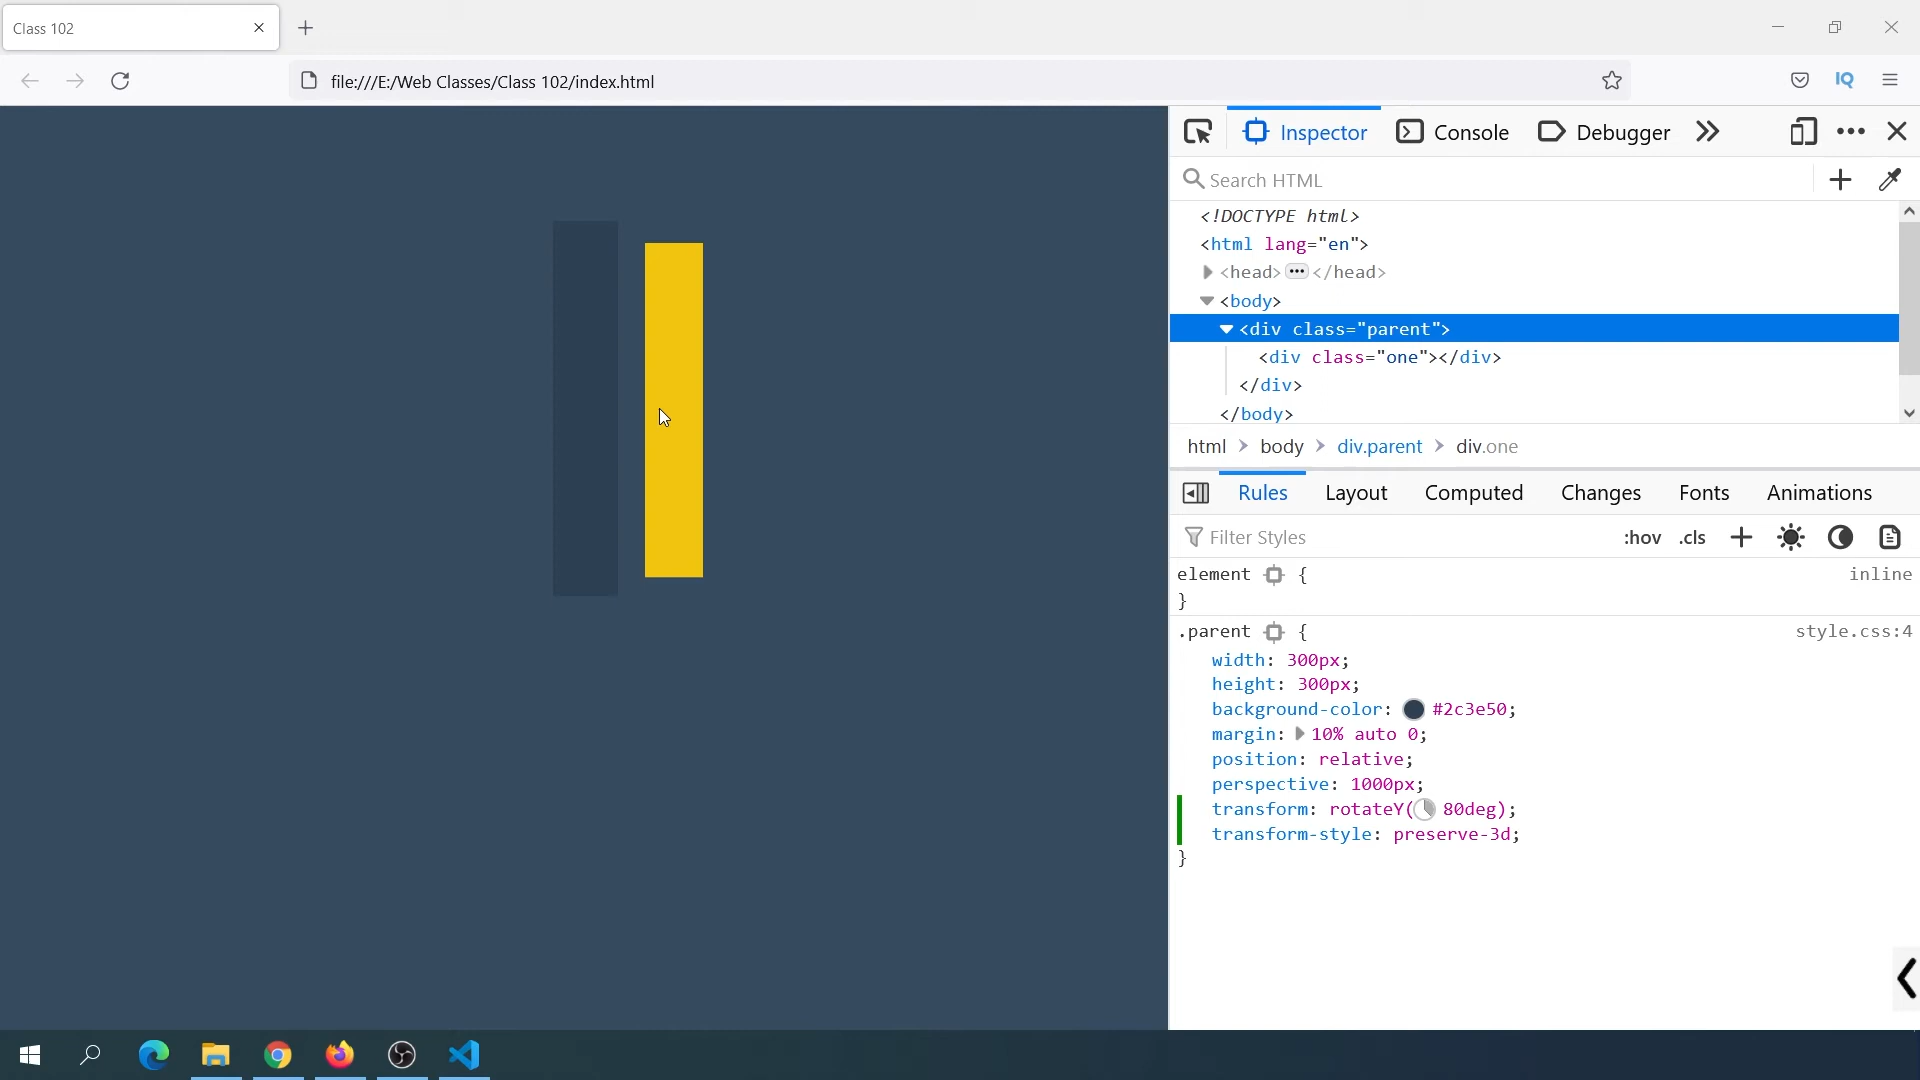 Class 102
file:///E:/Web Classes/Class 102/index.html
IQ
Inspector
Console
Debugger
Search HTML
<!DOCTYPE html>
<html lang="en">
<head>
</head>
<body>
<div class="parent">
<div class="one"></div>
</div>
</body>
html
body
div.parent
div.one
Rules
Layout
Computed
Changes
Fonts
Animations
Filter Styles
:hov
.cls
element {
inline
}
.parent {
style.css:4
width: 300px;
height: 300px;
background-color: #2c3e50;
margin: 10% auto 0;
position: relative;
perspective: 1000px;
transform: rotateY( 80deg);
transform-style: preserve-3d;
}